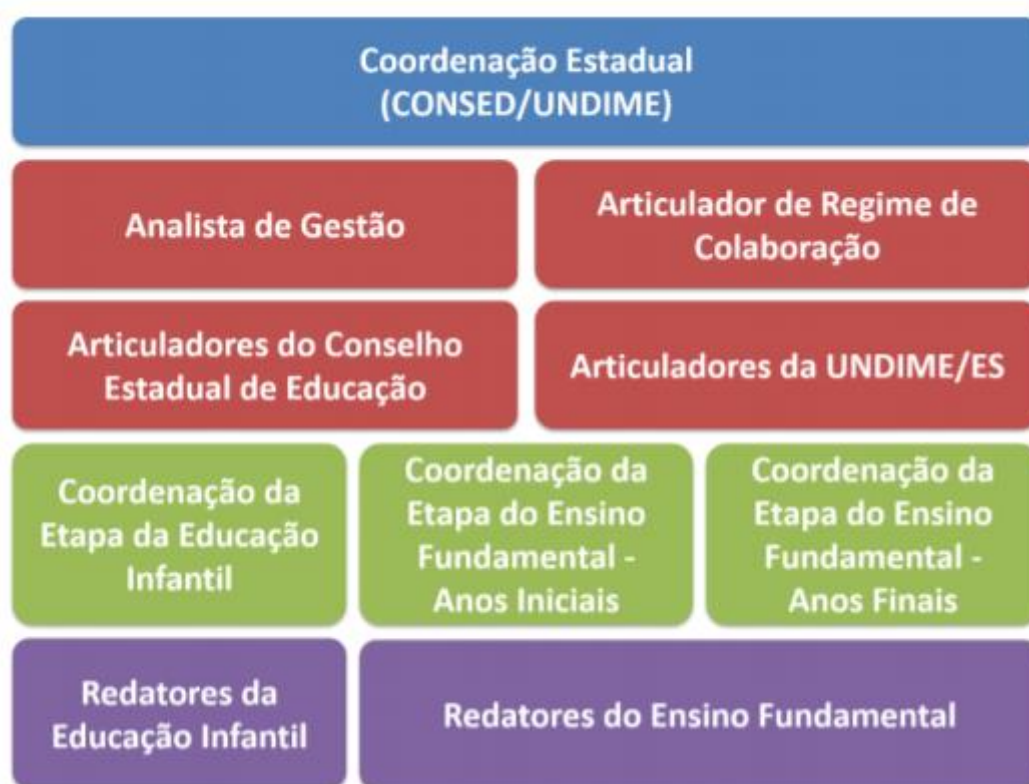 Coordenação Estadual
(CONSED/UNDIME)
Analista de Gestão
Articulador de Regime de
Colaboração
Articuladores do Conselho
Estadual de Educação
Articuladores da UNDIME/ES
Coordenação da
Etapa da Educação
Infantil
Coordenação da
Etapa do Ensino
Fundamental -
Anos Iniciais
Coordenação da
Etapa do Ensino
Fundamental -
Anos Finais
Redatores da
Educação Infantil
Redatores do Ensino Fundamental